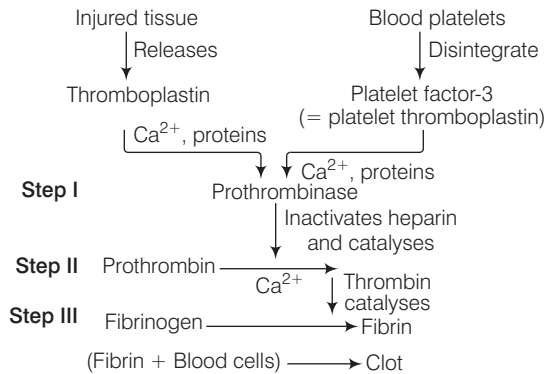 Injured tissue
Blood platelets
Releases
Disintegrate
Thromboplastin
Platelet factor-3
(= platelet thromboplastin)
Ca2+, proteins
Ca2+, proteins
Step I
Prothrombinase
Inactivates heparin
and catalyses
Step II Prothrombin
Ca2+
Thrombin
catalyses
Step III
Fibrinogen
Fibrin
(Fibrin + Blood cells)
Clot